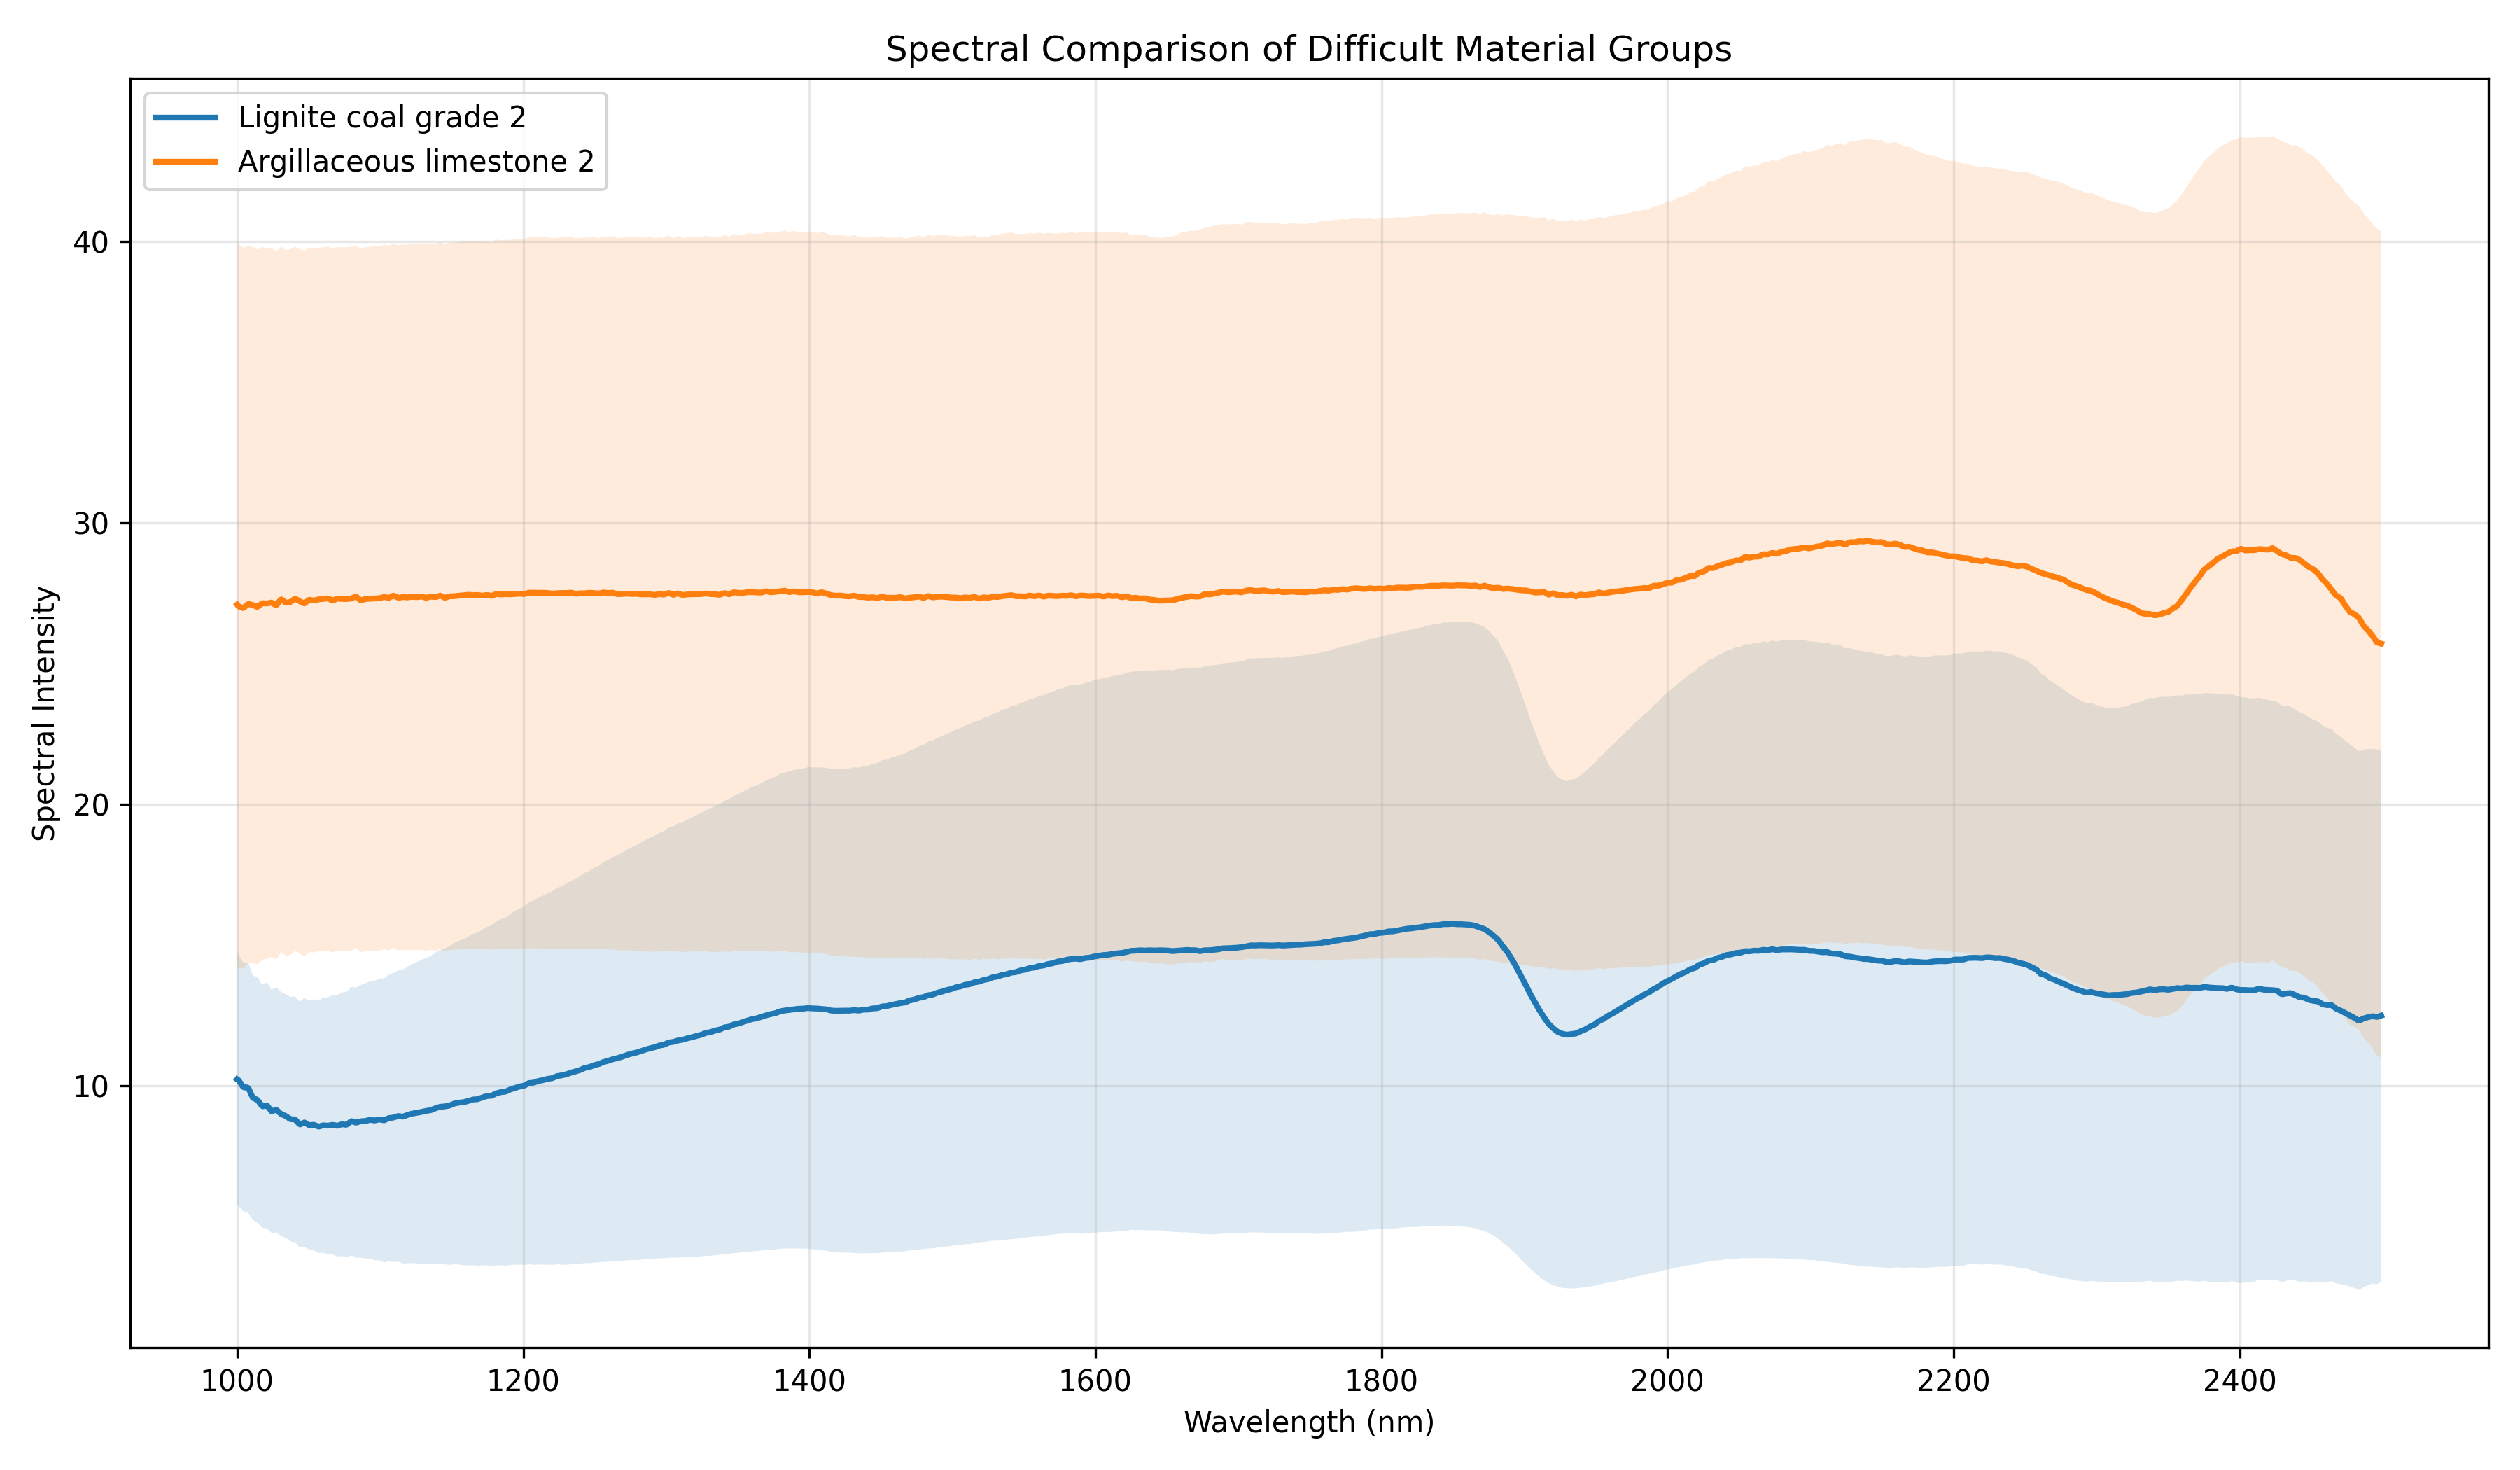 Spectral Comparison of Difficult Material Groups
Lignite coal grade 2
Argillaceous limestone 2
Spectral Intensity
40
30
20
10
1000 1200 1400 1600 1800 2000 2200 2400
Wavelength (nm)